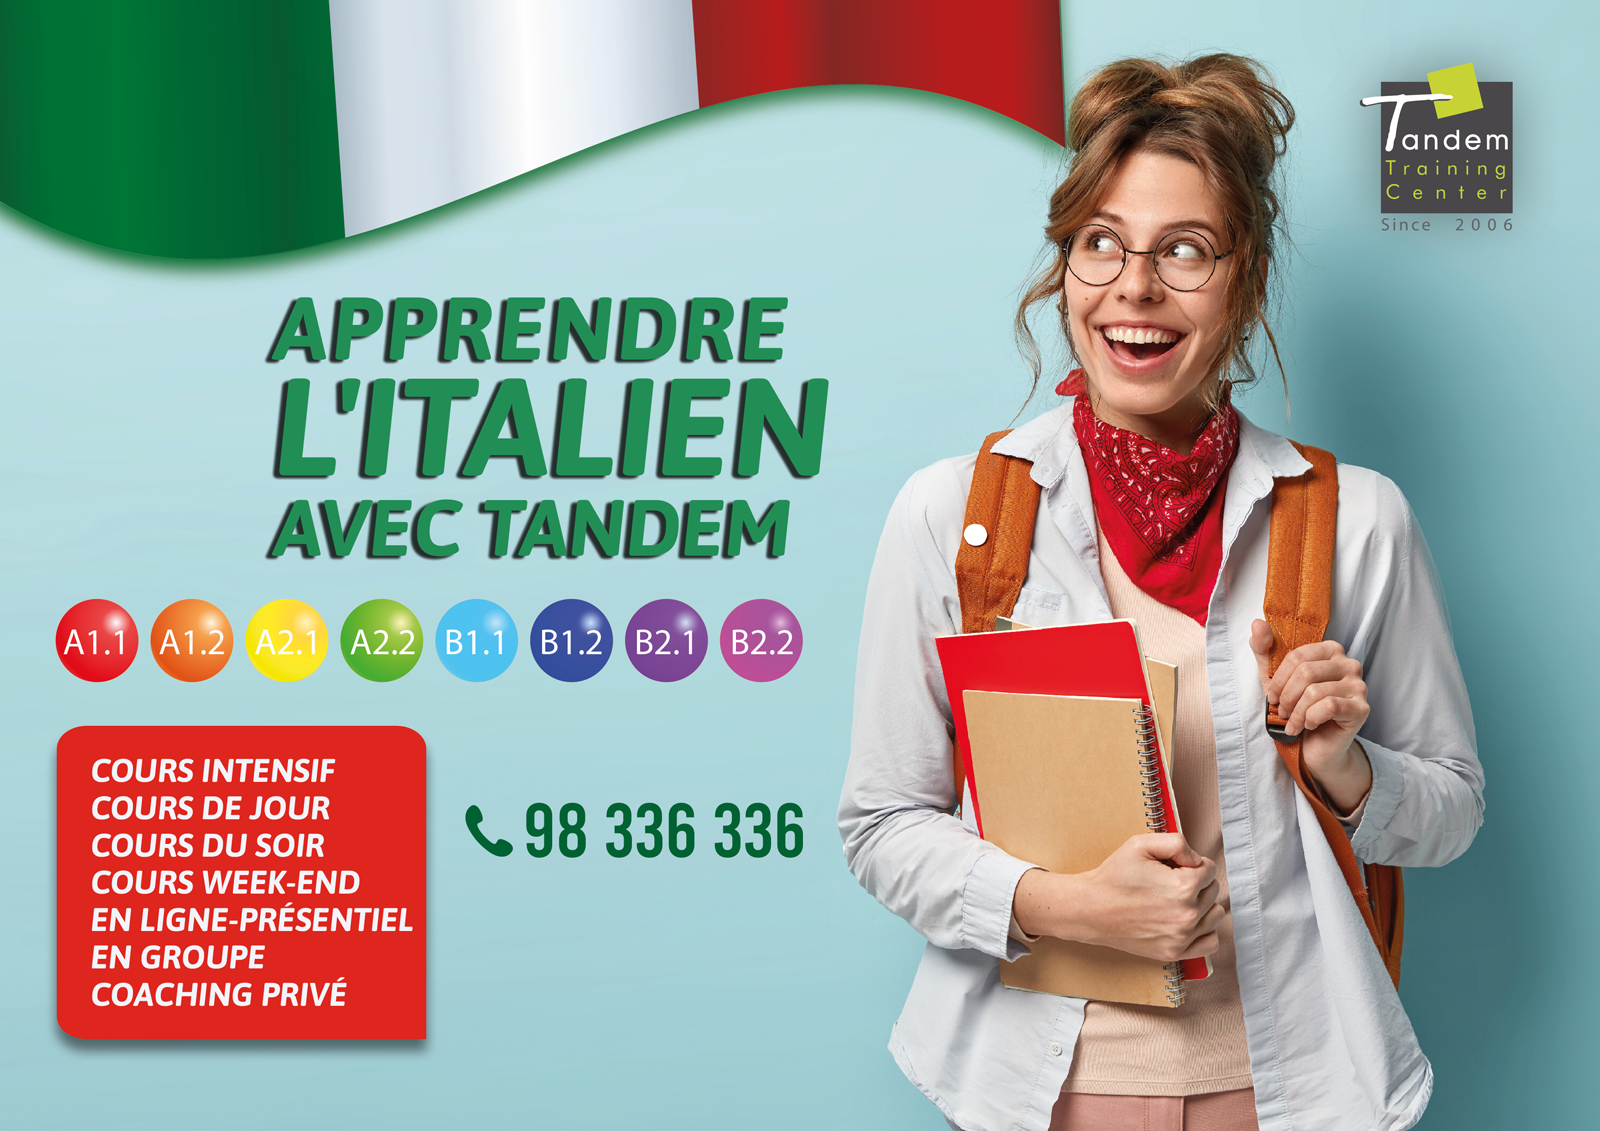 Tandem
Training
Center
Since 2006
APPRENDRE
L'ITALIEN
AVEC TANDEM
A1.1 A1.2 A2.1 A2.2 B1.1 B1.2 B2.1 B2.2
COURS INTENSIF
COURS DE JOUR
COURS DU SOIR
COURS WEEK-END
EN LIGNE-PRÉSENTIEL
EN GROUPE
COACHING PRIVÉ
98 336 336